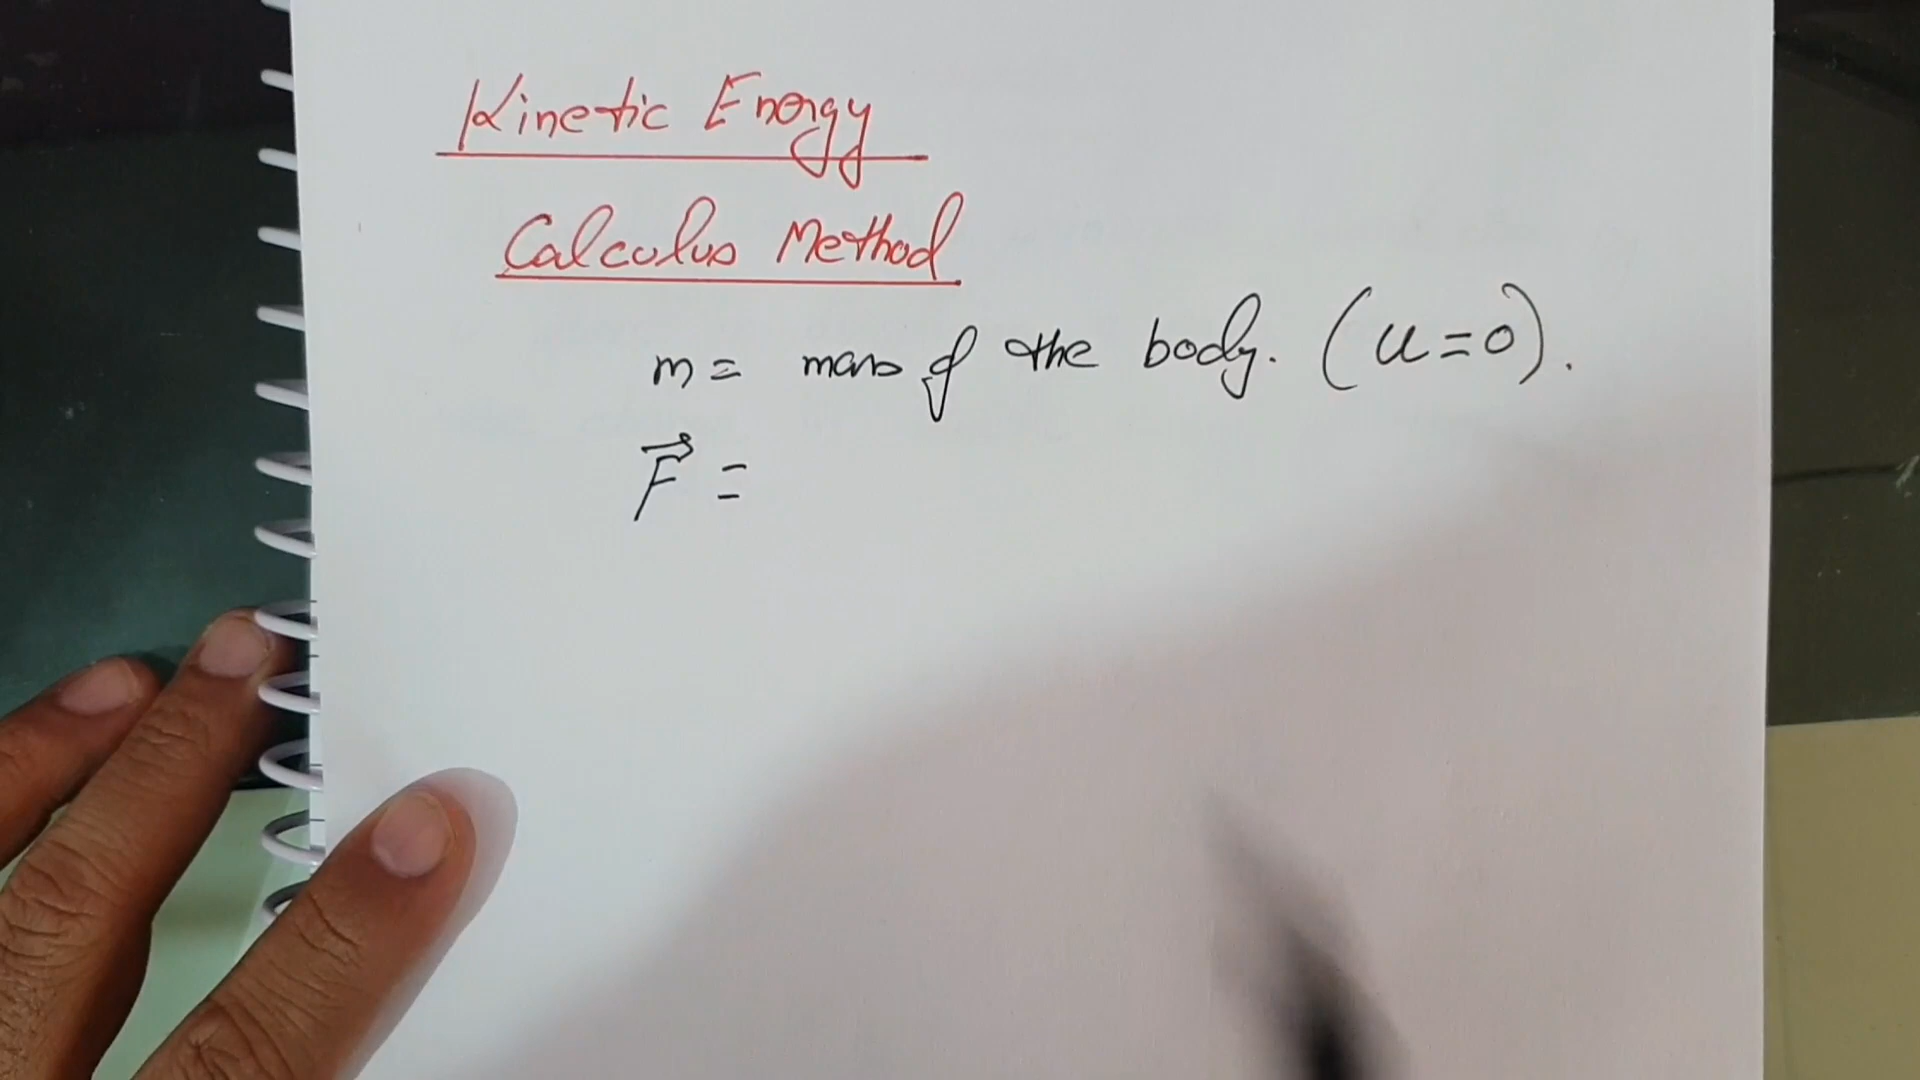 Kinetic Energy
Calculus Method
m = mass of the body. (u=0).
F⃗ =